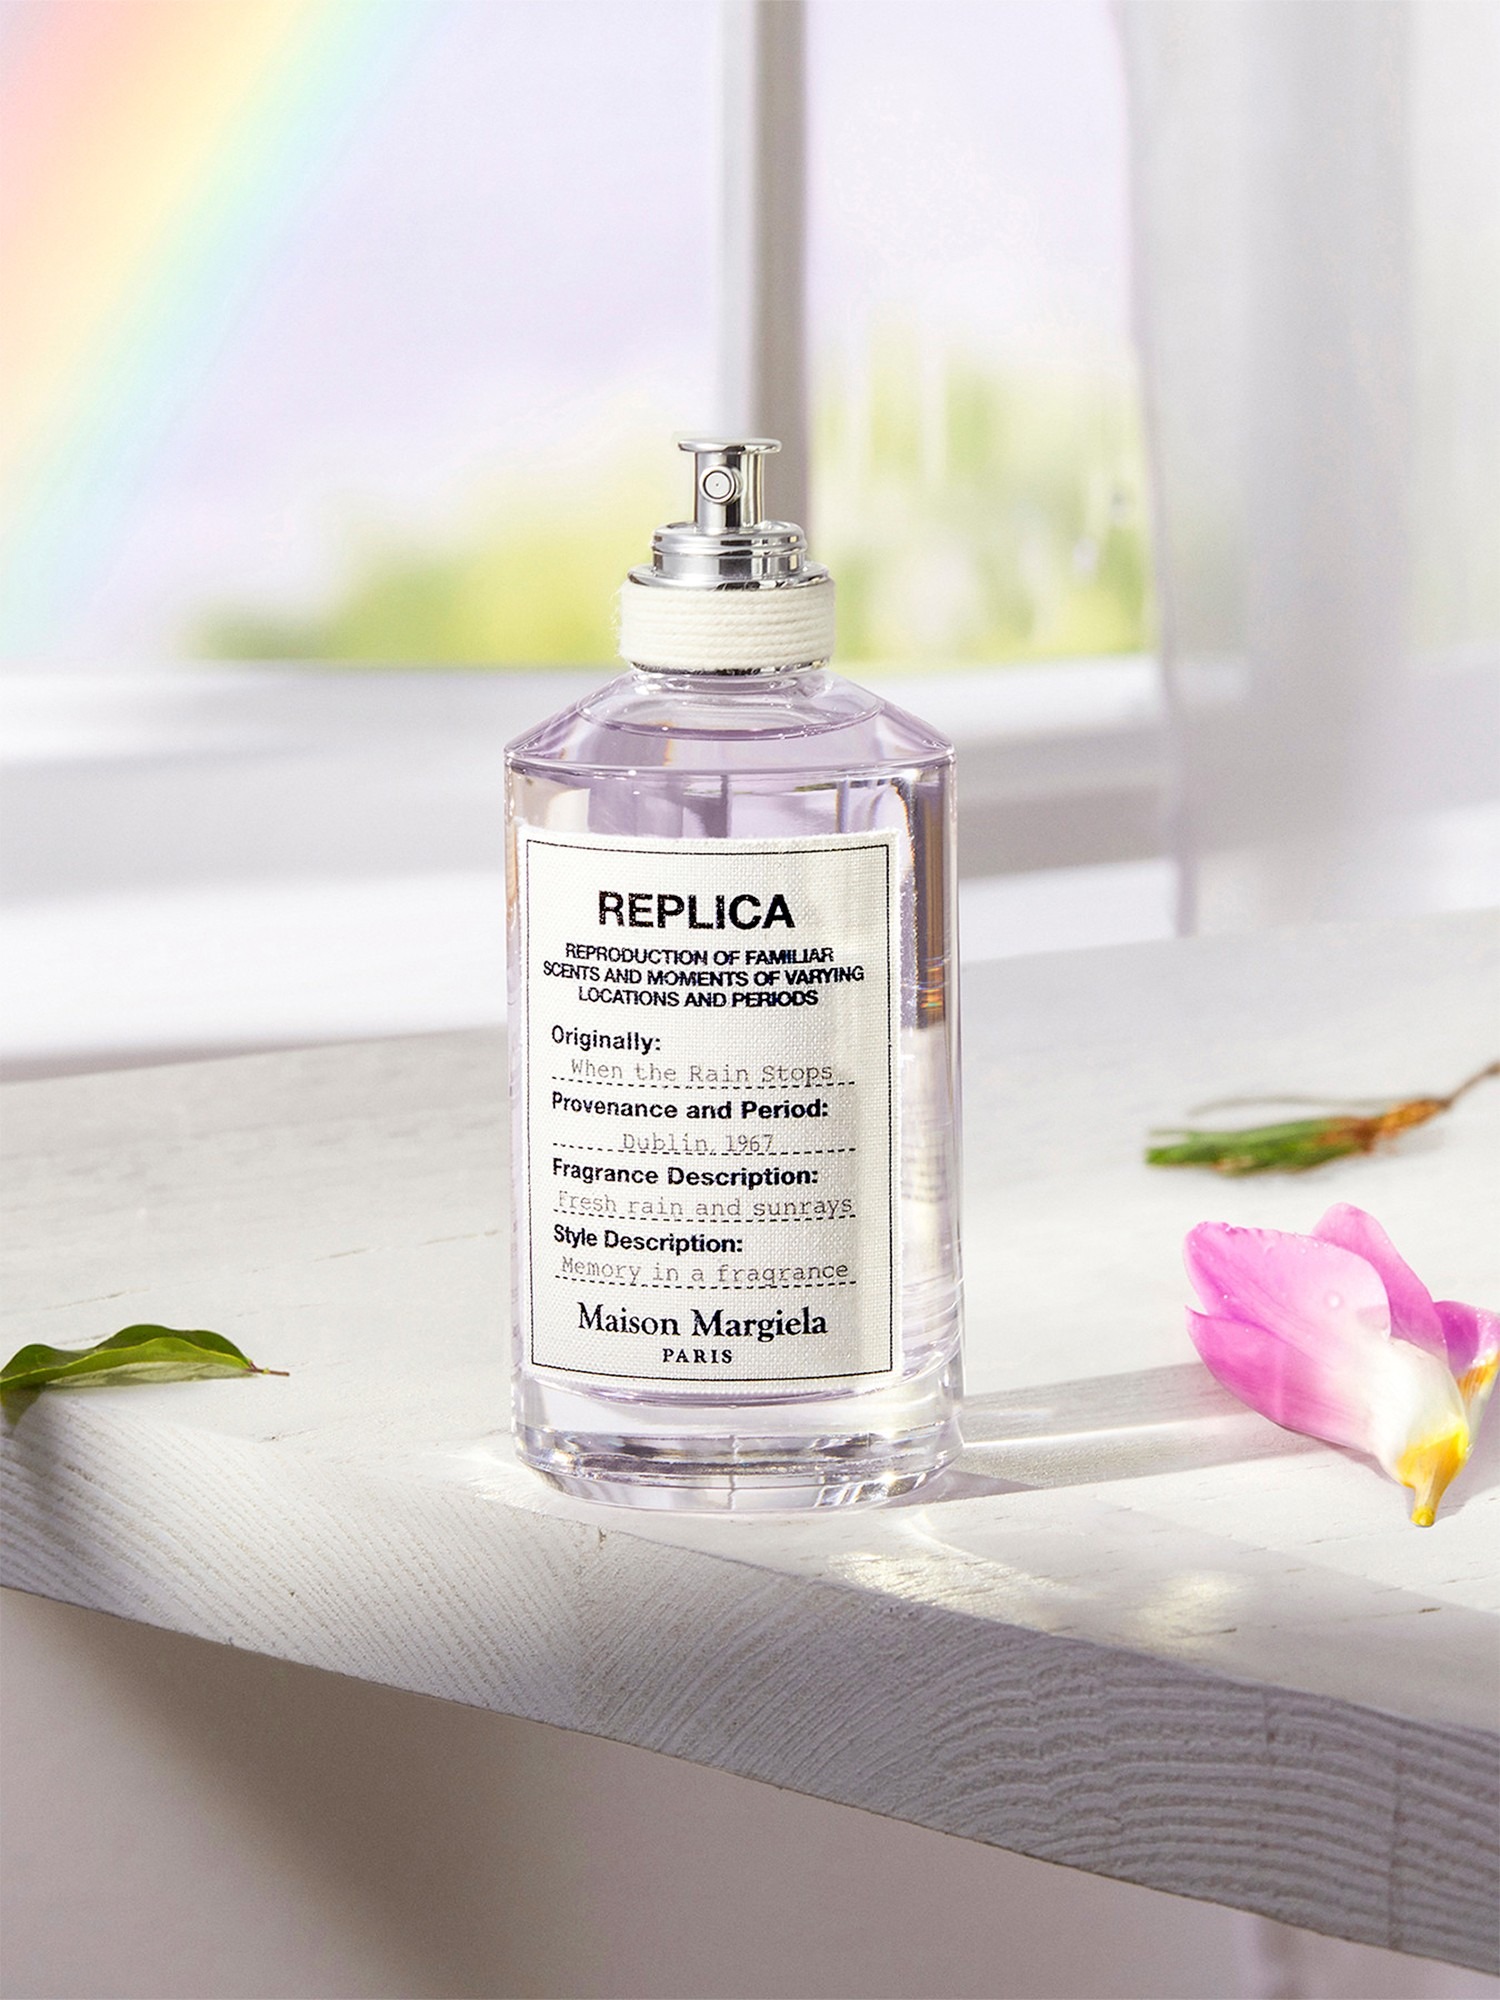 REPLICA
REPRODUCTION OF FAMILIAR
SCENTS AND MOMENTS OF VARYING
LOCATIONS AND PERIODS
Originally:
When the Rain Stops
Provenance and Period:
Dublin, 1967
Fragrance Description:
Fresh rain and sunrays
Style Description:
Memory in a fragrance
Maison Margiela
PARIS